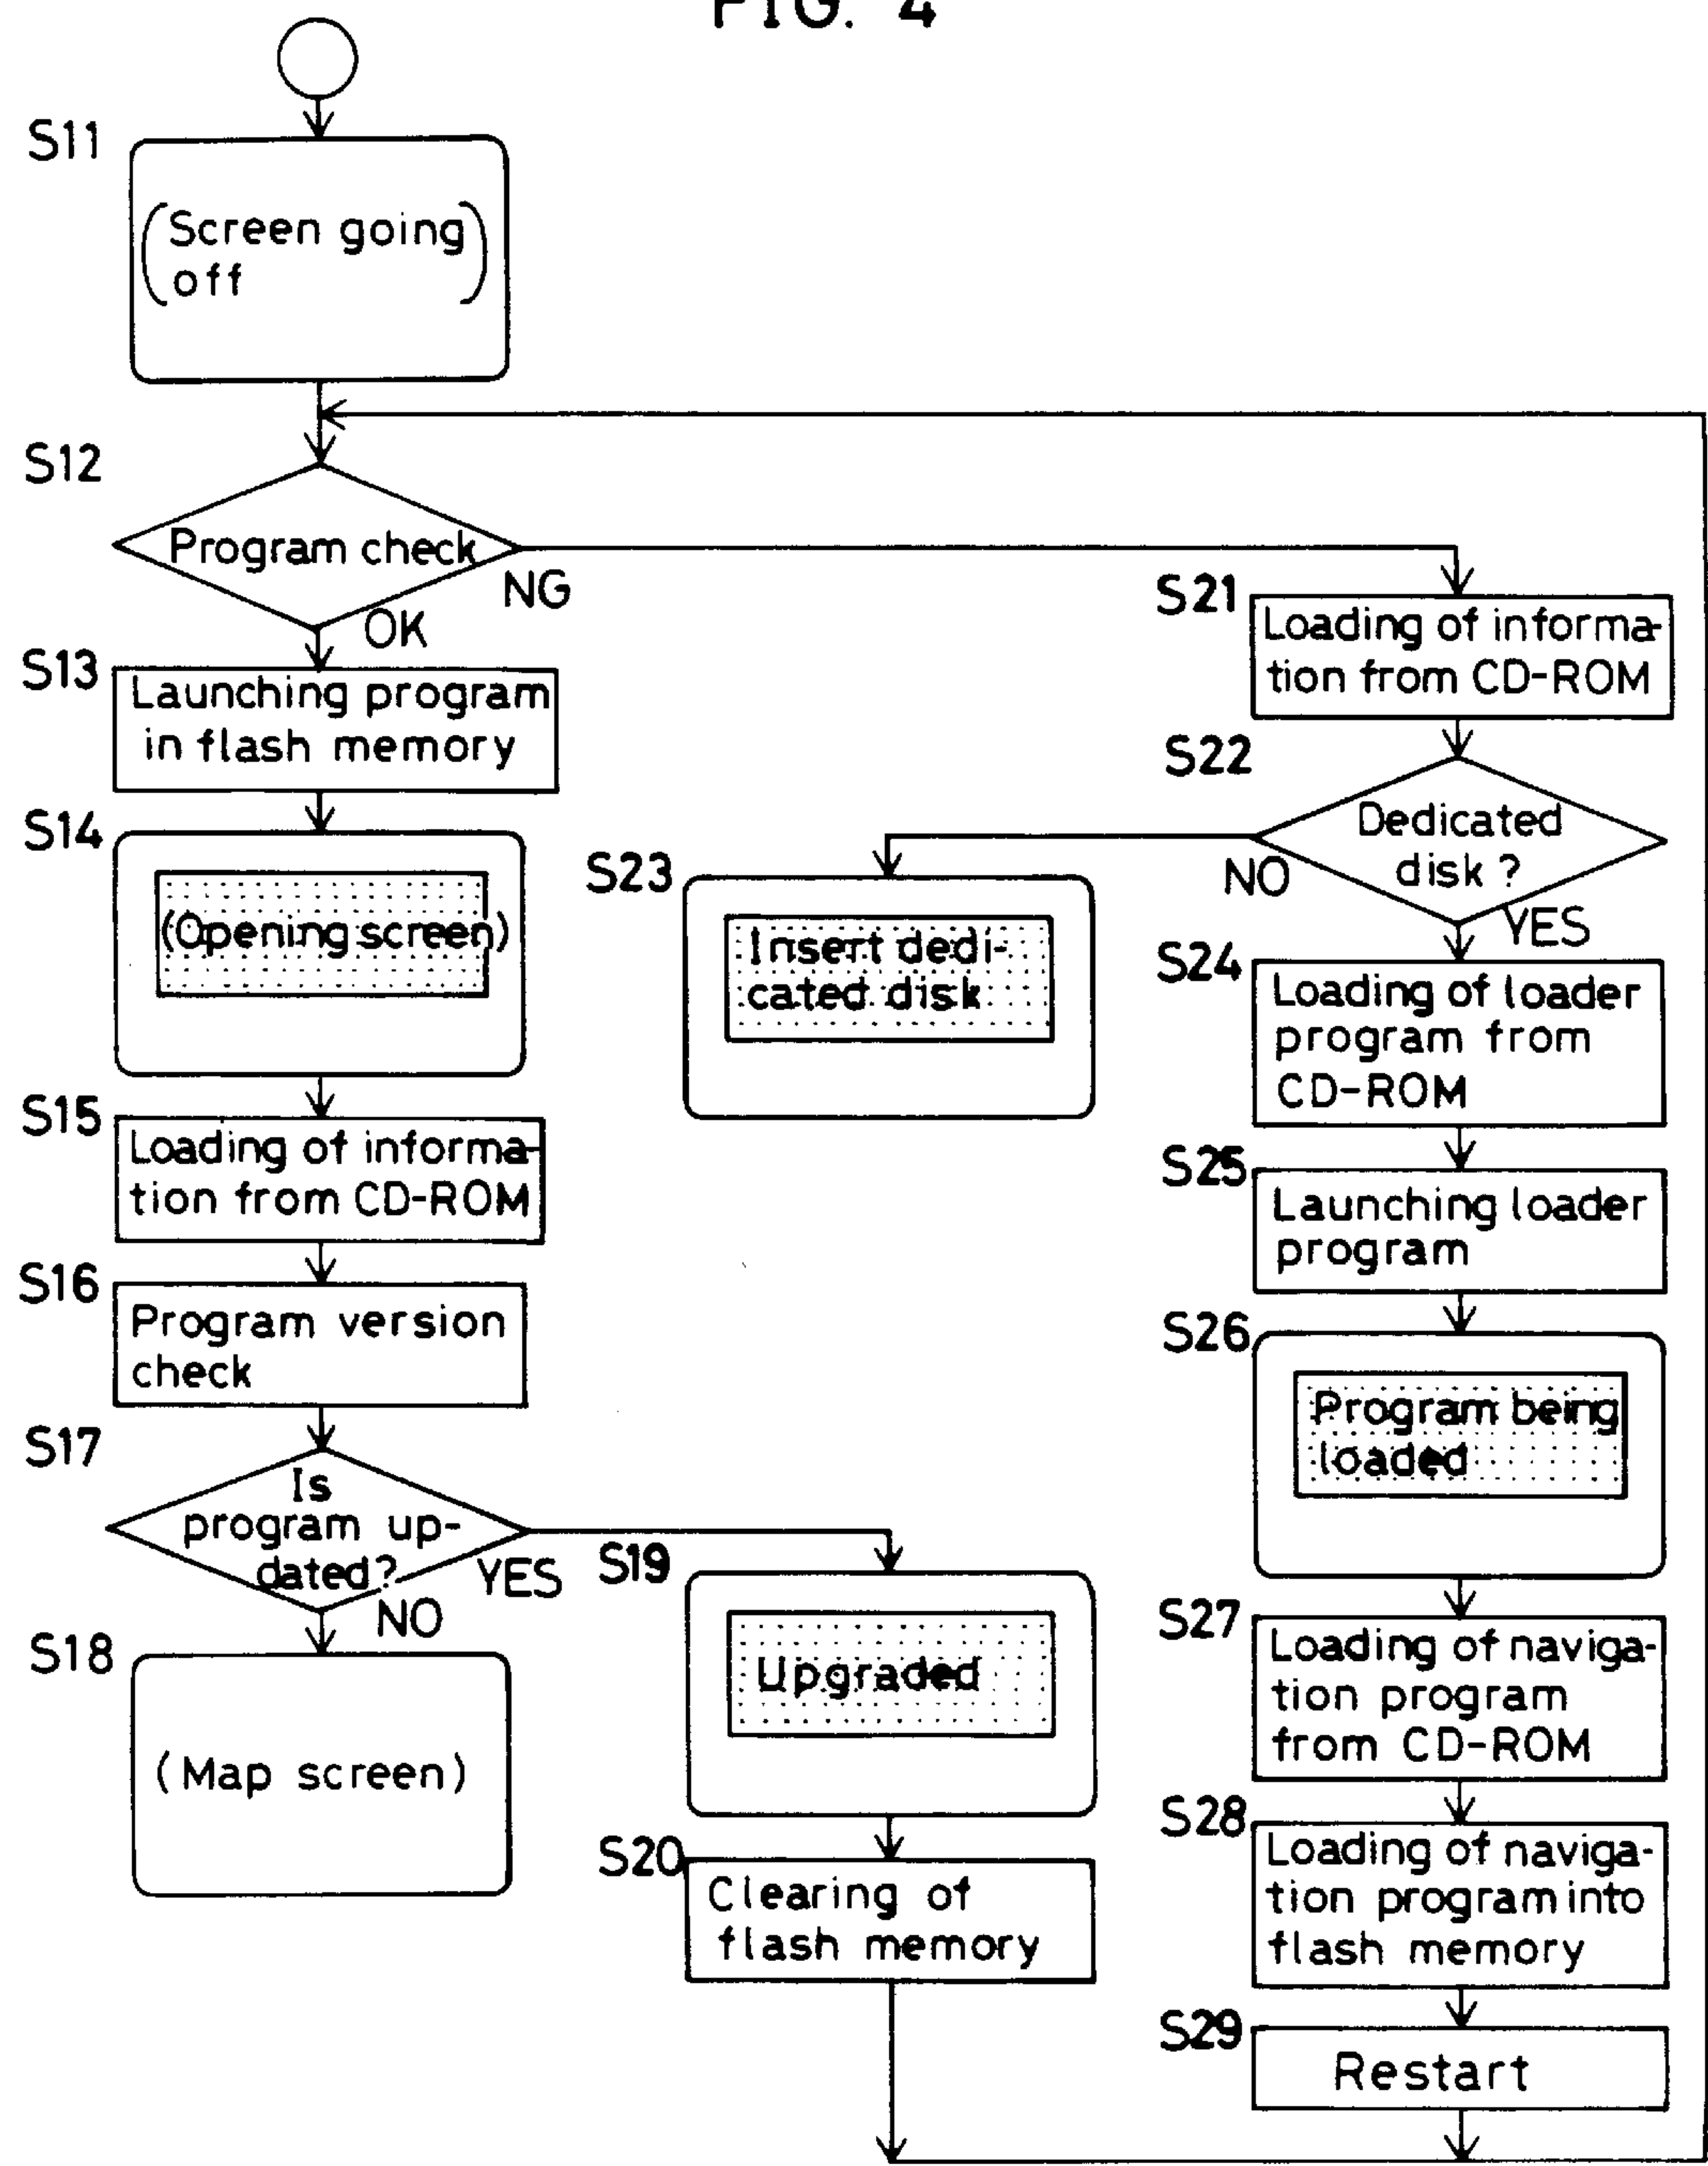 FIG. 4
S11
(Screen going
off)
S12
Program check
NG
OK
S13
Launching program
in flash memory
S14
(Opening screen)
S15
Loading of informa-
tion from CD-ROM
S16
Program version
check
S17
Is
program up-
dated?
YES
NO
S18
(Map screen)
S19
Upgraded
S20
Clearing of
flash memory
S21
Loading of informa-
tion from CD-ROM
S22
Dedicated
disk?
NO
YES
S23
Insert dedi-
cated disk
S24
Loading of loader
program from
CD-ROM
S25
Launching loader
program
S26
Program being
loaded
S27
Loading of naviga-
tion program
from CD-ROM
S28
Loading of naviga-
tion program into
flash memory
S29
Restart